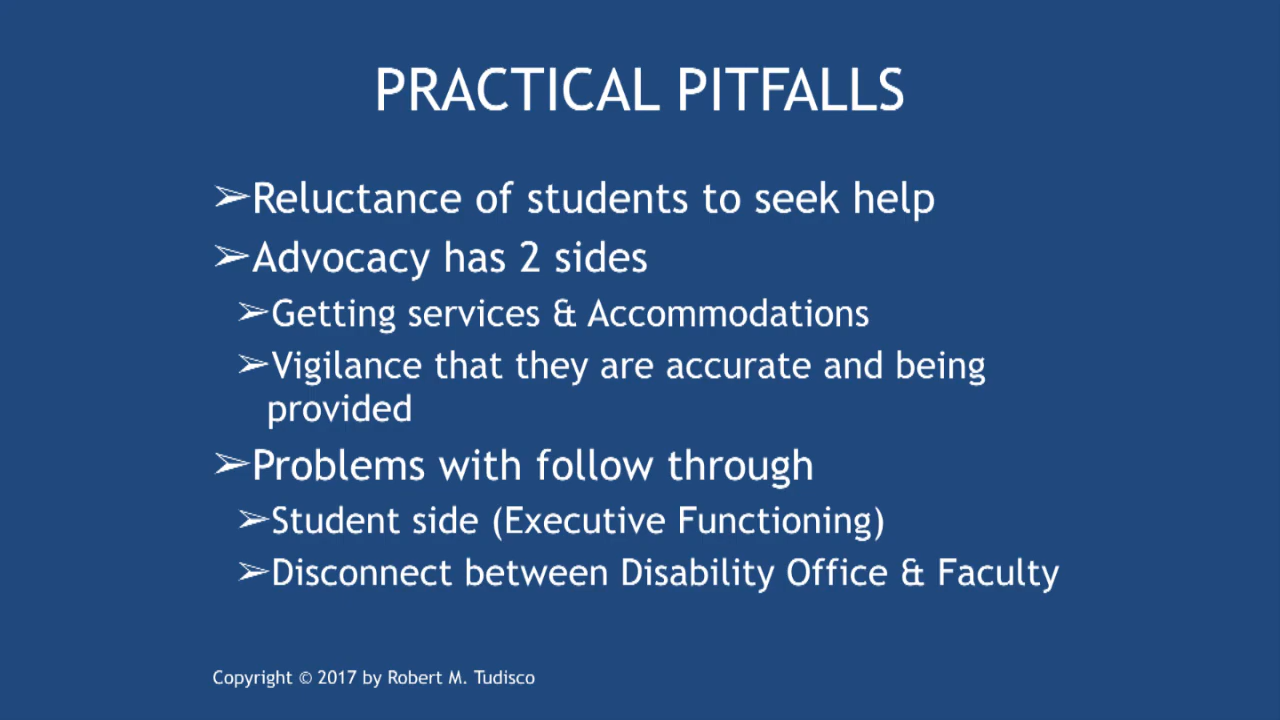 PRACTICAL PITFALLS
➢Reluctance of students to seek help
➢Advocacy has 2 sides
➢Getting services & Accommodations
➢Vigilance that they are accurate and being
provided
➢Problems with follow through
➢Student side (Executive Functioning)
➢Disconnect between Disability Office & Faculty
Copyright © 2017 by Robert M. Tudisco